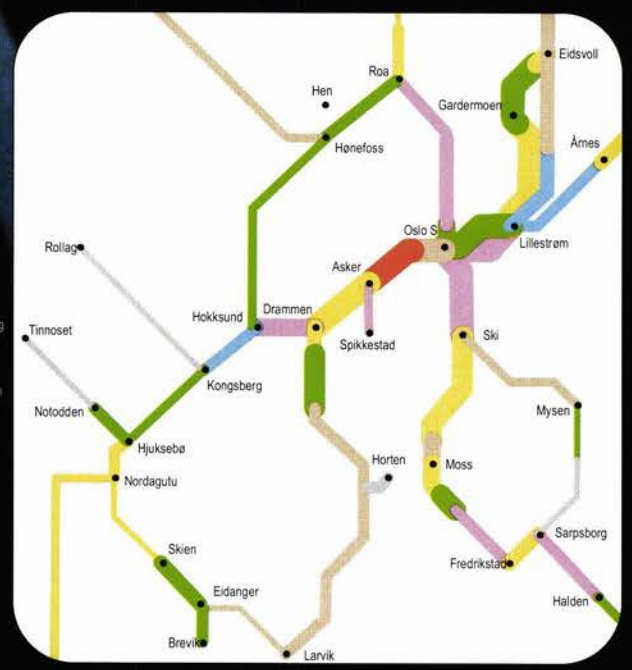 Eidsvoll
Roa
Hen
Gardermoen
Årnes
Hønefoss
Oslo S
Lillestrøm
Rollag
Asker
Hokksund
Drammen
Tinnoset
Spikkestad
Ski
Kongsberg
Notodden
Mysen
Hjuksebø
Horten
Moss
Nordagutu
Sarpsborg
Skien
Fredrikstad
Eidanger
Halden
Brevik
Larvik